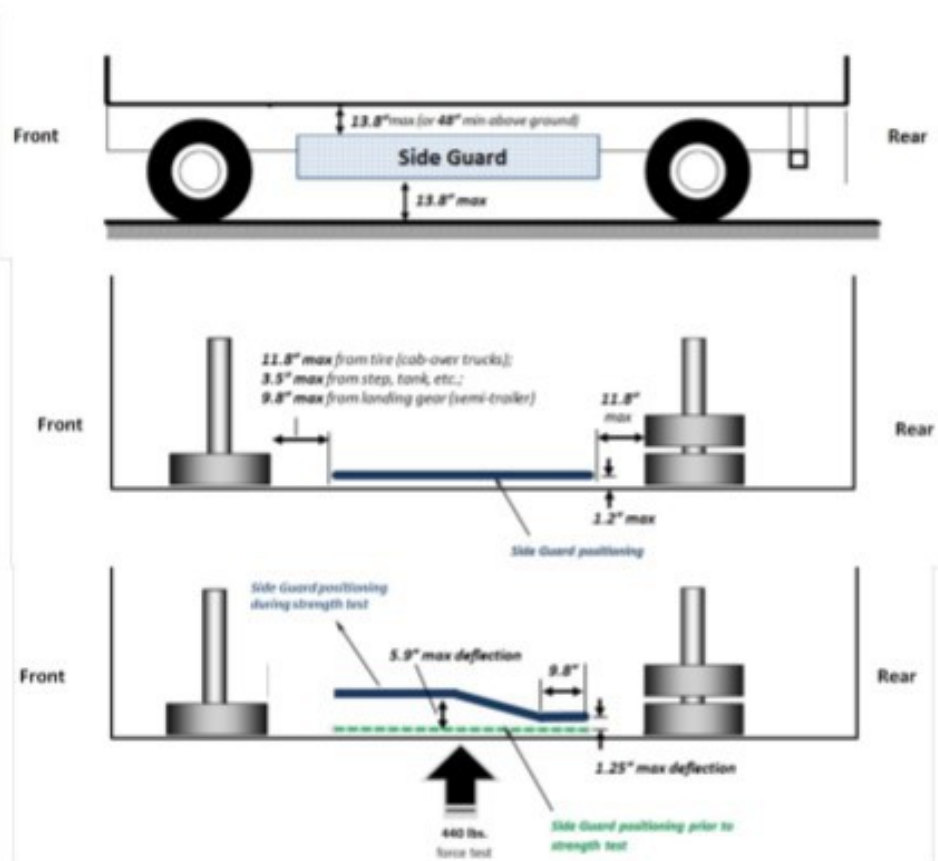 13.8" max (or 48" min above ground)
Front
Rear
Side Guard
13.8" max
11.8" max from tire (cab-over trucks);
3.5" max from step, tank, etc.;
9.8" max from landing gear (semi-trailer)
11.8"
max
Front
Rear
1.2" max
Side Guard positioning
Side Guard positioning
during strength test
5.9" max deflection
9.8"
Front
Rear
1.25" max deflection
440 lbs.
force test
Side Guard positioning prior to
strength test